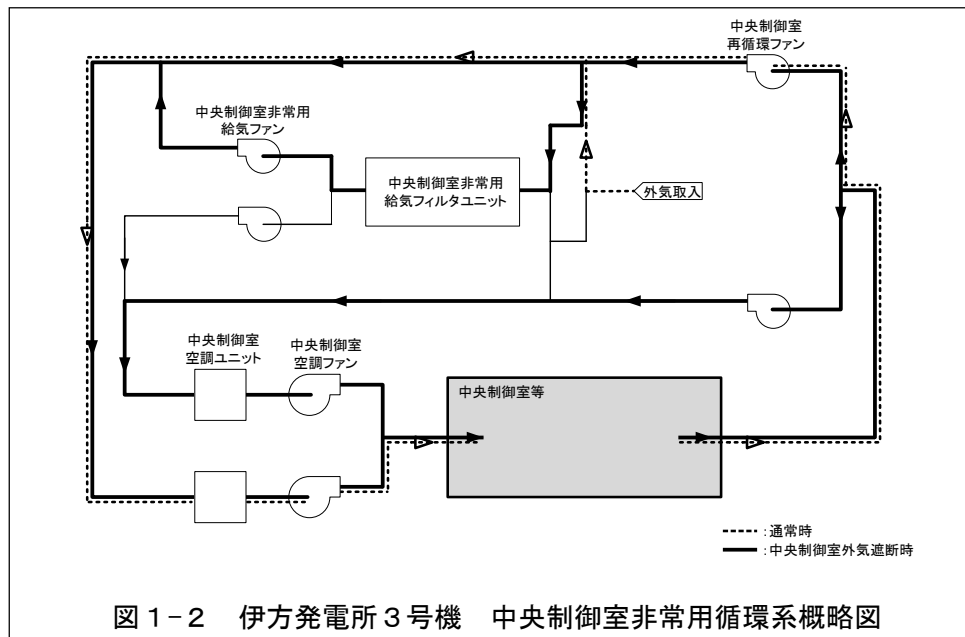 中央制御室
再循環ファン
中央制御室非常用
給気ファン
中央制御室非常用
給気フィルタユニット
外気取入
中央制御室
空調ユニット
中央制御室
空調ファン
中央制御室等
:通常時
:中央制御室外気遮断時
図1-2 伊方発電所3号機 中央制御室非常用循環系概略図